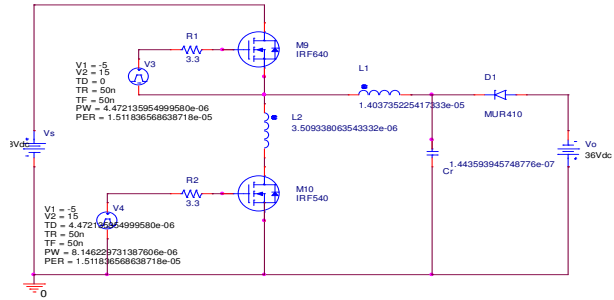 R1
3.3
M9
IRF640
V1 = -5
V2 = 15
TD = 0
TR = 50n
TF = 50n
PW = 4.472135954999580e-06
PER = 1.511836568638718e-05
V3
L1
1.403735225417333e-05
D1
MUR410
L2
3.509338063543332e-06
Vs
Vo
36Vdc
Cr
1.443593945748776e-07
R2
3.3
M10
IRF540
V1 = -5
V2 = 15
TD = 4.472135954999580e-06
TR = 50n
TF = 50n
PW = 8.146229731387606e-06
PER = 1.511836568638718e-05
V4
0